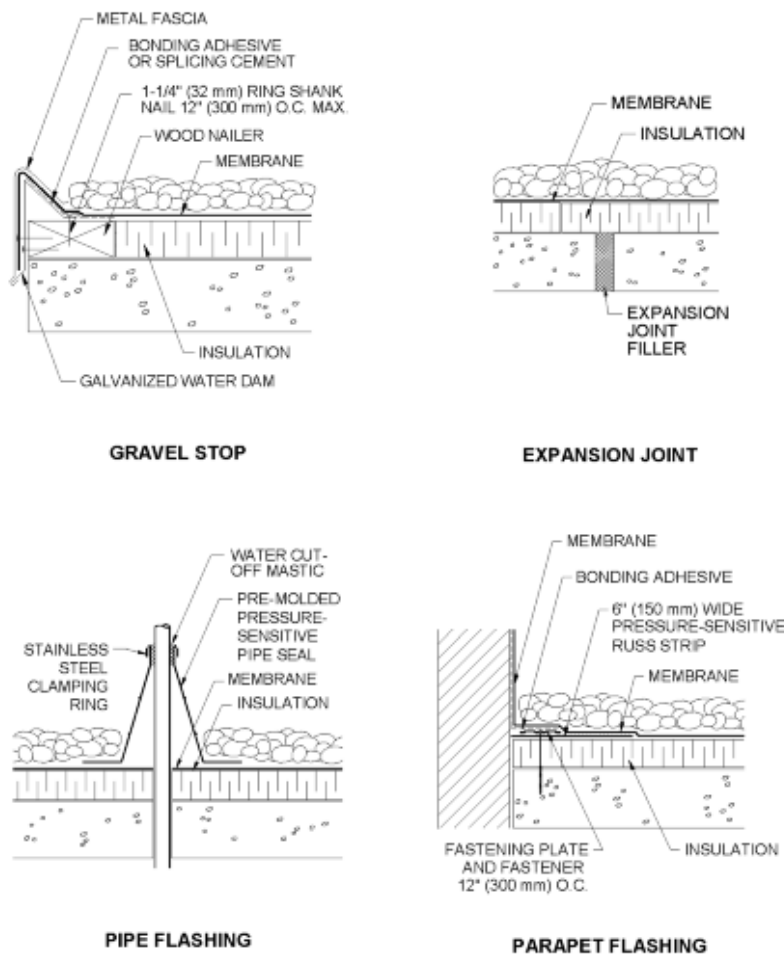 METAL FASCIA
BONDING ADHESIVE
OR SPLICING CEMENT
1-1/4" (32 mm) RING SHANK
NAIL 12" (300 mm) O.C. MAX.
WOOD NAILER
MEMBRANE
INSULATION
GALVANIZED WATER DAM
GRAVEL STOP
MEMBRANE
INSULATION
EXPANSION
JOINT
FILLER
EXPANSION JOINT
WATER CUT-
OFF MASTIC
PRE-MOLDED
PRESSURE-
SENSITIVE
PIPE SEAL
STAINLESS
STEEL
CLAMPING
RING
MEMBRANE
INSULATION
PIPE FLASHING
MEMBRANE
BONDING ADHESIVE
6" (150 mm) WIDE
PRESSURE-SENSITIVE
RUSS STRIP
MEMBRANE
FASTENING PLATE
AND FASTENER
12" (300 mm) O.C.
INSULATION
PARAPET FLASHING